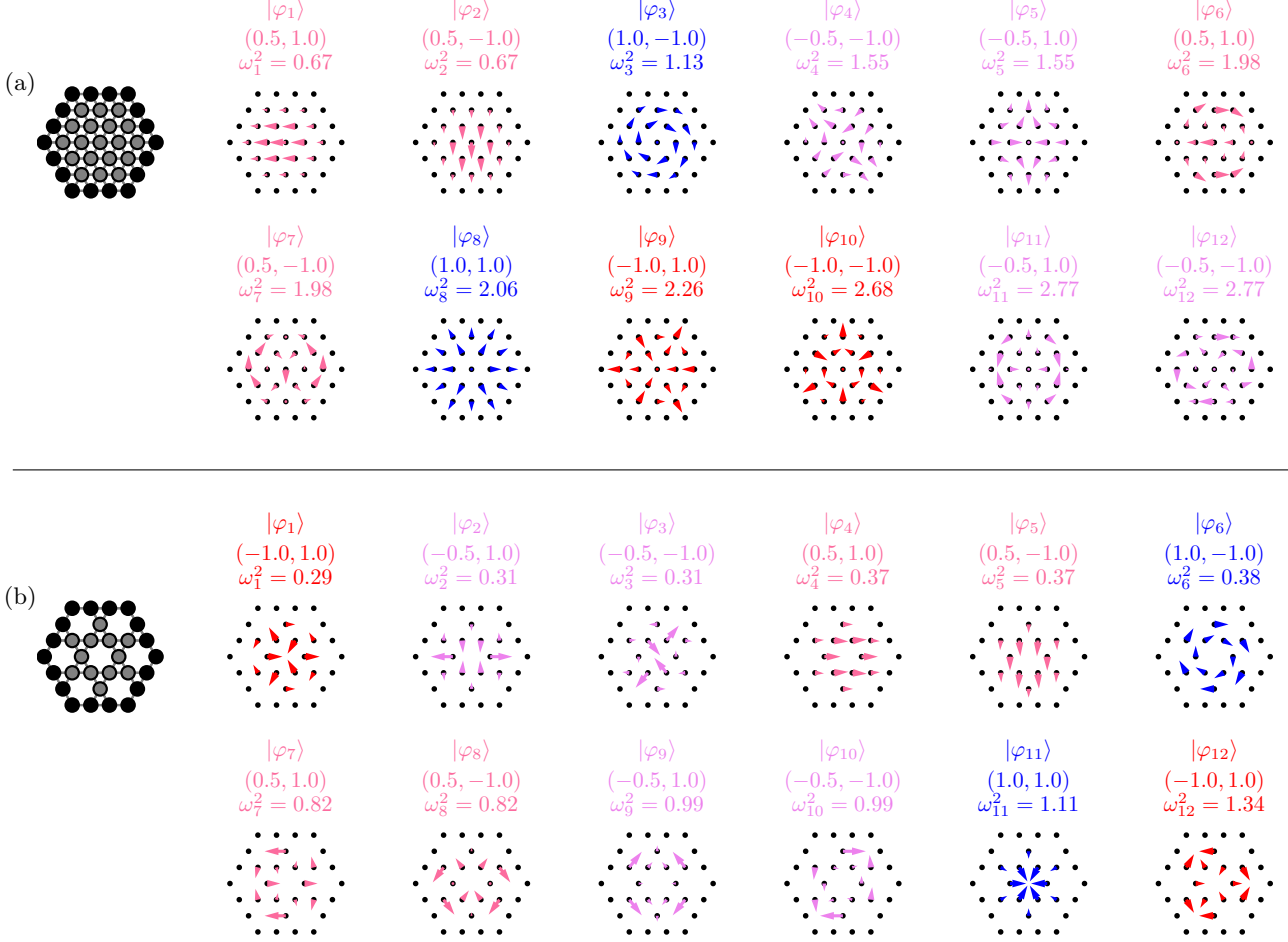 (a)
|φ₁⟩ |φ₂⟩ |φ₃⟩ |φ₄⟩ |φ₅⟩ |φ₆⟩
(0.5, 1.0) (0.5, −1.0) (1.0, −1.0) (−0.5, −1.0) (−0.5, 1.0) (0.5, 1.0)
ω₁² = 0.67 ω₂² = 0.67 ω₃² = 1.13 ω₄² = 1.55 ω₅² = 1.55 ω₆² = 1.98
|φ₇⟩ |φ₈⟩ |φ₉⟩ |φ₁₀⟩ |φ₁₁⟩ |φ₁₂⟩
(0.5, −1.0) (1.0, 1.0) (−1.0, 1.0) (−1.0, −1.0) (−0.5, 1.0) (−0.5, −1.0)
ω₇² = 1.98 ω₈² = 2.06 ω₉² = 2.26 ω₁₀² = 2.68 ω₁₁² = 2.77 ω₁₂² = 2.77
(b)
|φ₁⟩ |φ₂⟩ |φ₃⟩ |φ₄⟩ |φ₅⟩ |φ₆⟩
(−1.0, 1.0) (−0.5, 1.0) (−0.5, −1.0) (0.5, 1.0) (0.5, −1.0) (1.0, −1.0)
ω₁² = 0.29 ω₂² = 0.31 ω₃² = 0.31 ω₄² = 0.37 ω₅² = 0.37 ω₆² = 0.38
|φ₇⟩ |φ₈⟩ |φ₉⟩ |φ₁₀⟩ |φ₁₁⟩ |φ₁₂⟩
(0.5, 1.0) (0.5, −1.0) (−0.5, 1.0) (−0.5, −1.0) (1.0, 1.0) (−1.0, 1.0)
ω₇² = 0.82 ω₈² = 0.82 ω₉² = 0.99 ω₁₀² = 0.99 ω₁₁² = 1.11 ω₁₂² = 1.34